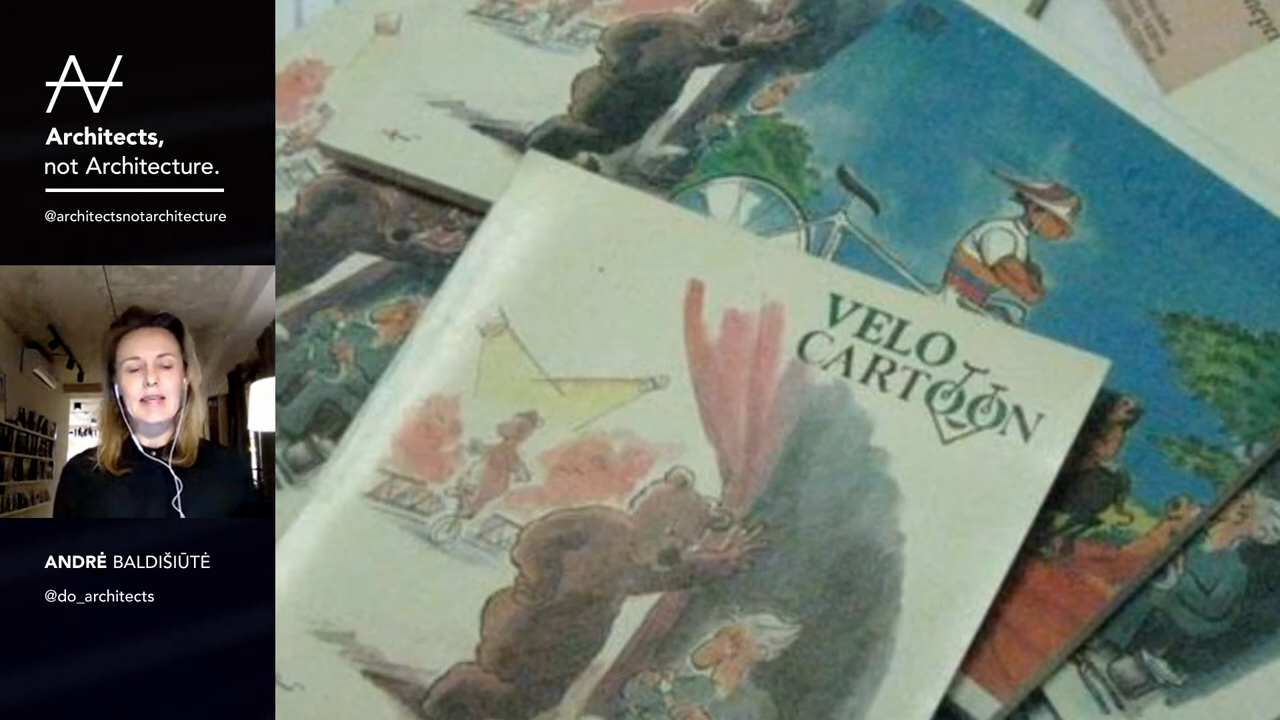 Architects,
not Architecture.
@architectsnotarchitecture
ANDRĖ BALDIŠIŪTĖ
@do_architects
VELO
CARTOON